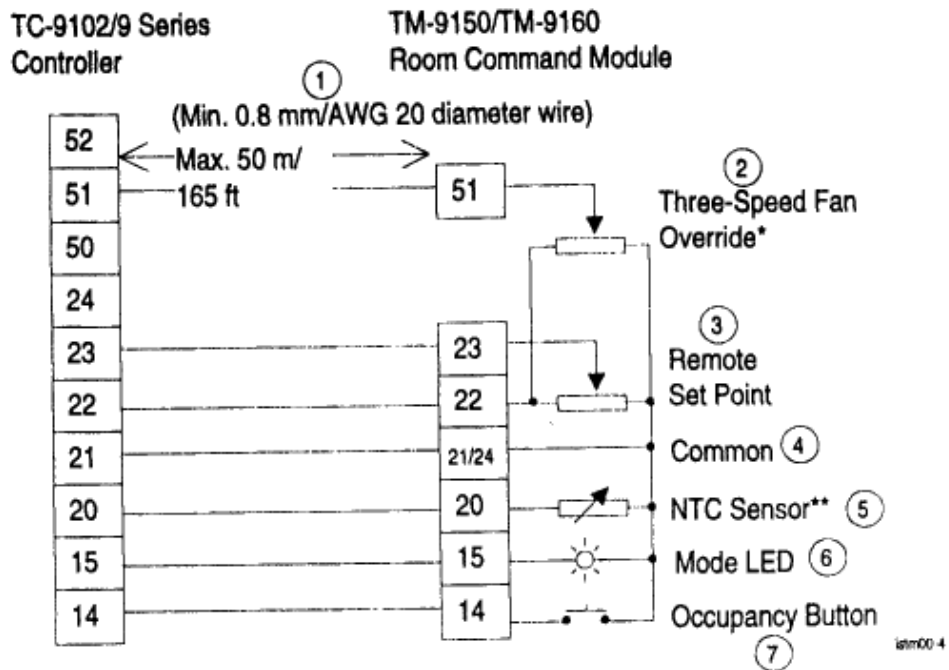 TC-9102/9 Series
Controller
TM-9150/TM-9160
Room Command Module
1
(Min. 0.8 mm/AWG 20 diameter wire)
Max. 50 m/
165 ft
52
51
50
24
23
22
21
20
15
14
51
23
22
21/24
20
15
14
2
Three-Speed Fan
Override*
3
Remote
Set Point
Common 4
NTC Sensor** 5
Mode LED 6
Occupancy Button
7